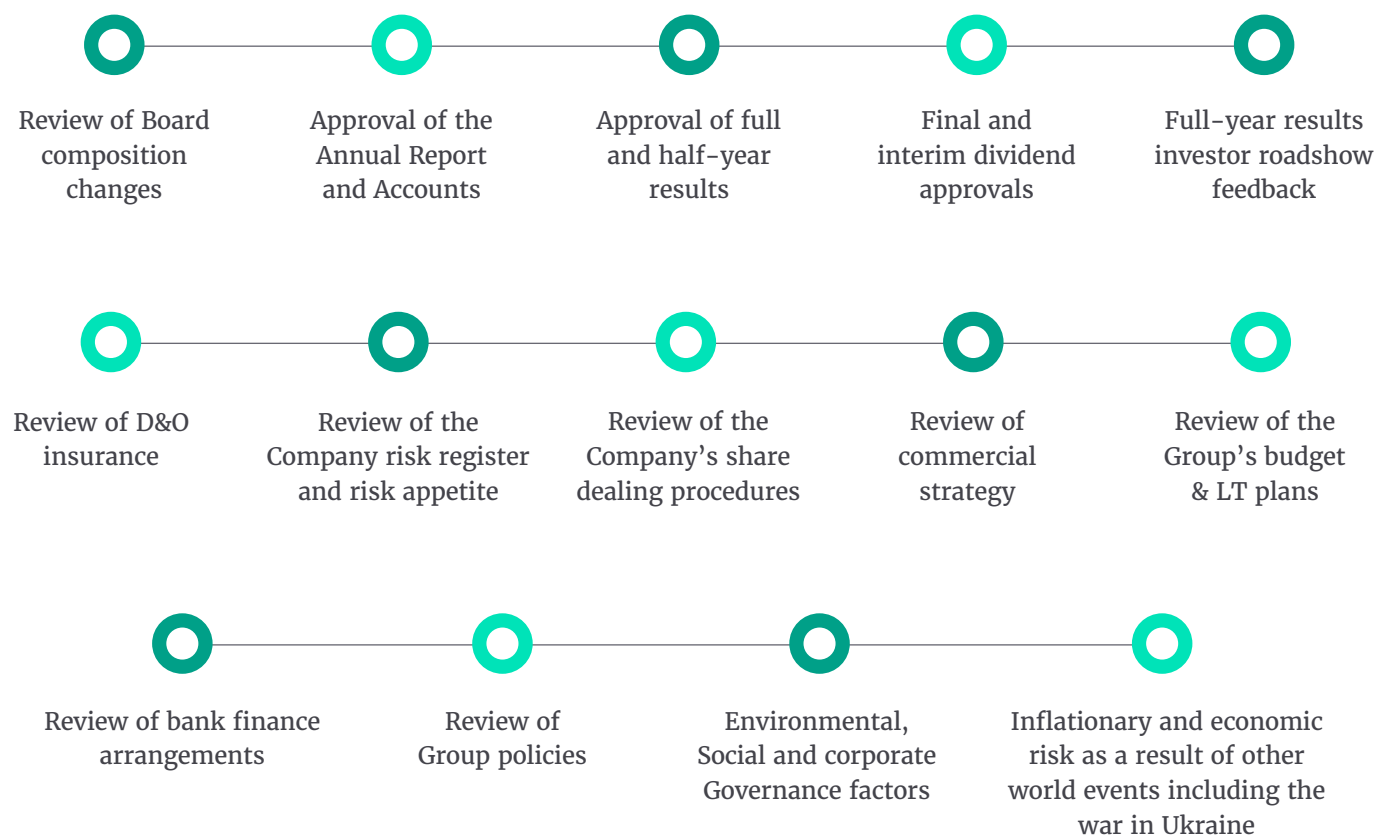 Review of Board
composition
changes
Approval of the
Annual Report
and Accounts
Approval of full
and half-year
results
Final and
interim dividend
approvals
Full-year results
investor roadshow
feedback
Review of D&O
insurance
Review of the
Company risk register
and risk appetite
Review of the
Company’s share
dealing procedures
Review of
commercial
strategy
Review of the
Group’s budget
& LT plans
Review of bank finance
arrangements
Review of
Group policies
Environmental,
Social and corporate
Governance factors
Inflationary and economic
risk as a result of other
world events including the
war in Ukraine